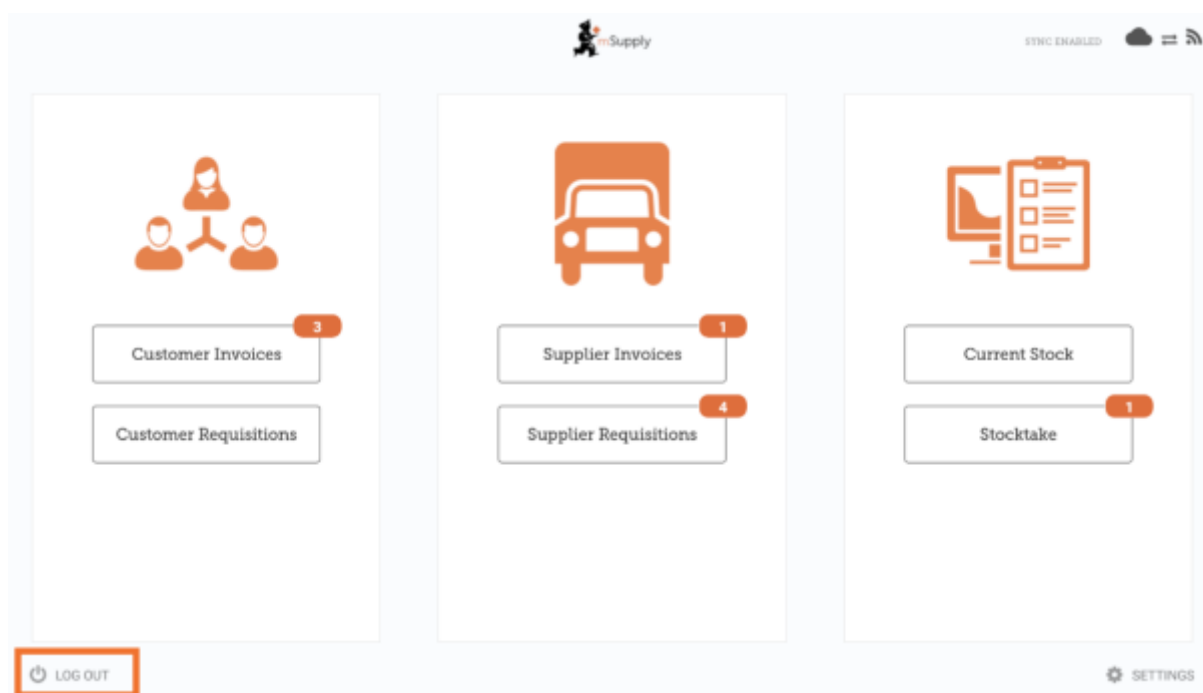 mSupply
SYNC ENABLED
3
Customer Invoices
Customer Requisitions
1
Supplier Invoices
4
Supplier Requisitions
Current Stock
1
Stocktake
LOG OUT
SETTINGS